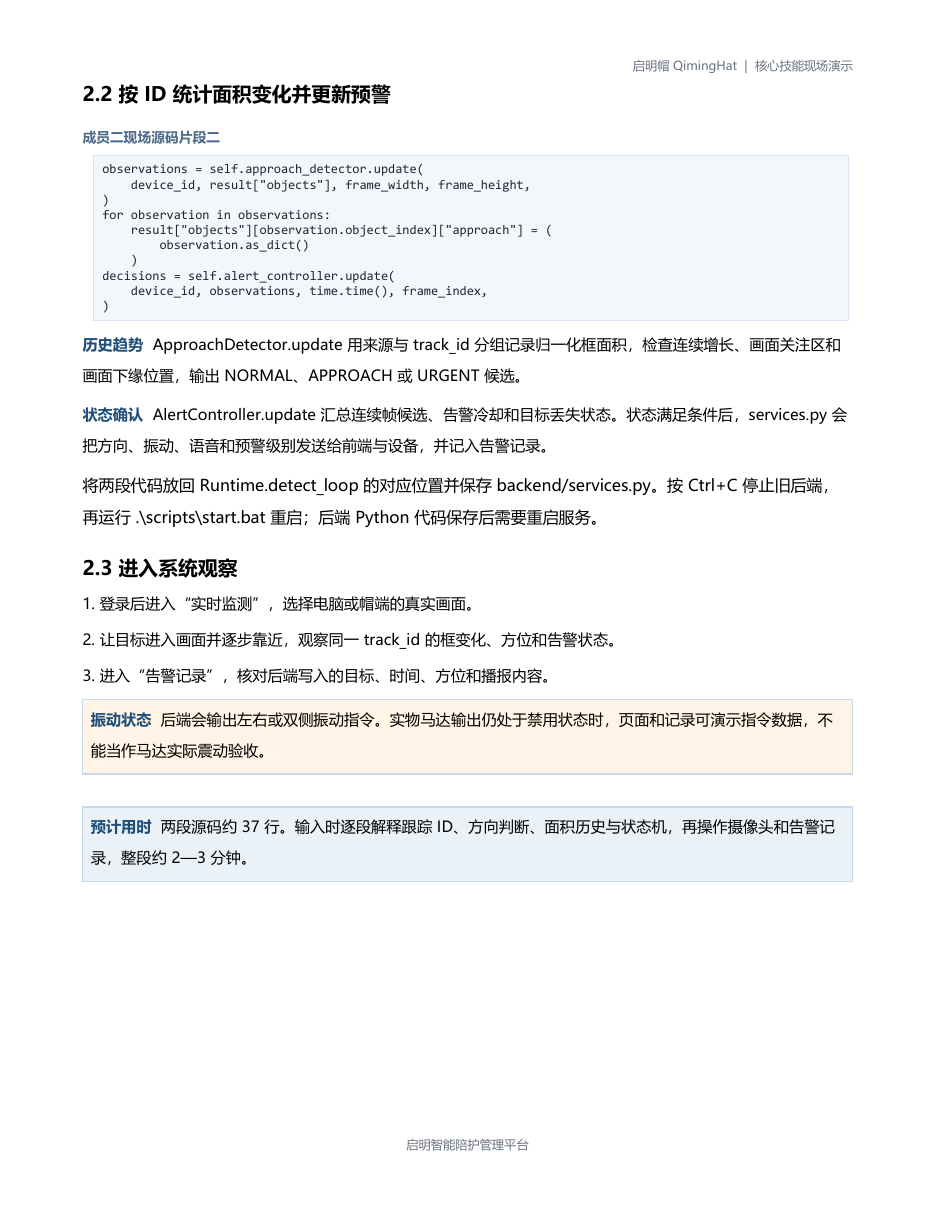 启明帽 QimingHat | 核心技能现场演示
2.2 按 ID 统计面积变化并更新预警
成员二现场源码片段二
observations = self.approach_detector.update(
    device_id, result["objects"], frame_width, frame_height,
)
for observation in observations:
    result["objects"][observation.object_index]["approach"] = (
        observation.as_dict()
    )
decisions = self.alert_controller.update(
    device_id, observations, time.time(), frame_index,
)
历史趋势 ApproachDetector.update 用来源与 track_id 分组记录归一化框面积，检查连续增长、画面关注区和
画面下缘位置，输出 NORMAL、APPROACH 或 URGENT 候选。
状态确认 AlertController.update 汇总连续帧候选、告警冷却和目标丢失状态。状态满足条件后，services.py 会
把方向、振动、语音和预警级别发送给前端与设备，并记入告警记录。
将两段代码放回 Runtime.detect_loop 的对应位置并保存 backend/services.py。按 Ctrl+C 停止旧后端，
再运行 .\scripts\start.bat 重启；后端 Python 代码保存后需要重启服务。
2.3 进入系统观察
1. 登录后进入“实时监测”，选择电脑或帽端的真实画面。
2. 让目标进入画面并逐步靠近，观察同一 track_id 的框变化、方位和告警状态。
3. 进入“告警记录”，核对后端写入的目标、时间、方位和播报内容。
振动状态 后端会输出左右或双侧振动指令。实物马达输出仍处于禁用状态时，页面和记录可演示指令数据，不
能当作马达实际震动验收。
预计用时 两段源码约 37 行。输入时逐段解释跟踪 ID、方向判断、面积历史与状态机，再操作摄像头和告警记
录，整段约 2—3 分钟。
启明智能陪护管理平台